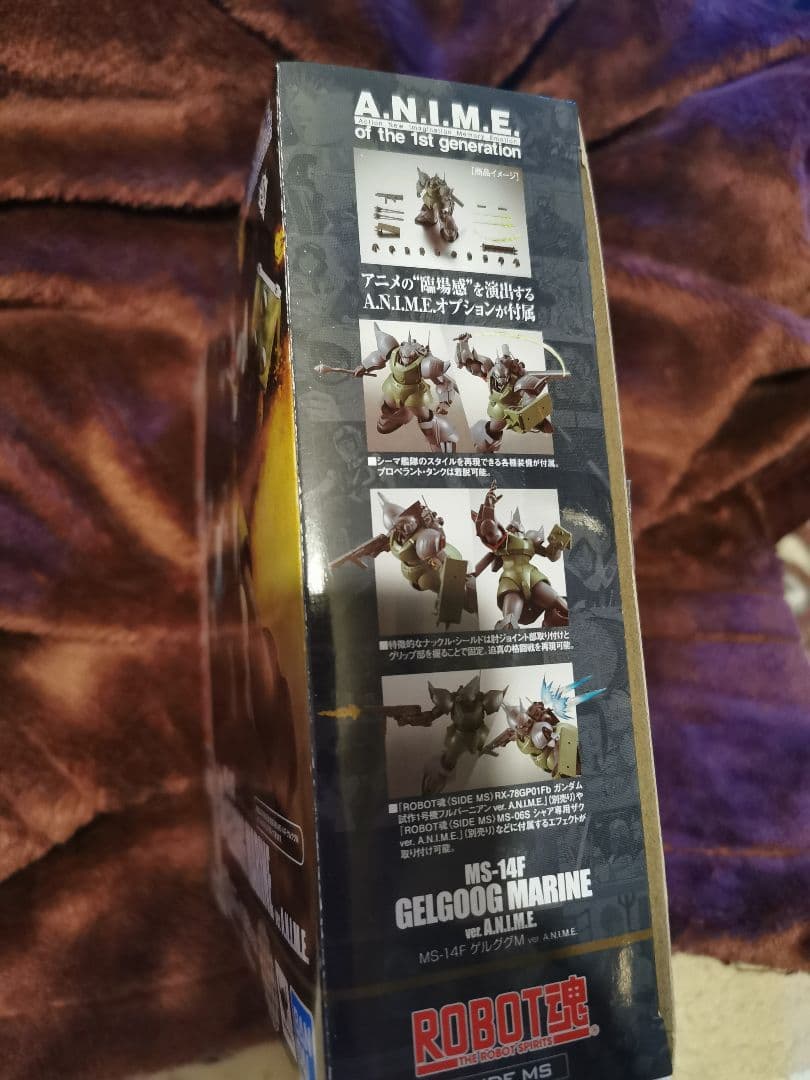 A.N.I.M.E.
Action New Imagination Memory Emotion
of the 1st generation
[商品イメージ]
アニメの“臨場感”を演出する
A.N.I.M.E.オプションが付属
■シーマ艦隊のスタイルを再現できる各種装備が付属。
プロペラント・タンクは着脱可能。
■特徴的なナックル・シールドは肘ジョイント部取り付けと
グリップ部を握ることで固定。迫真の格闘戦を再現可能。
■「ROBOT魂〈SIDE MS〉RX-78GP01Fb ガンダム
試作1号機フルバーニアン ver. A.N.I.M.E.」(別売り)や
「ROBOT魂〈SIDE MS〉MS-06S シャア専用ザク
ver. A.N.I.M.E.」(別売り)などに付属するエフェクトが
取り付け可能。
MS-14F
GELGOOG MARINE
ver. A.N.I.M.E.
MS-14F ゲルググM ver. A.N.I.M.E.
ROBOT魂
THE ROBOT SPIRITS
SIDE MS